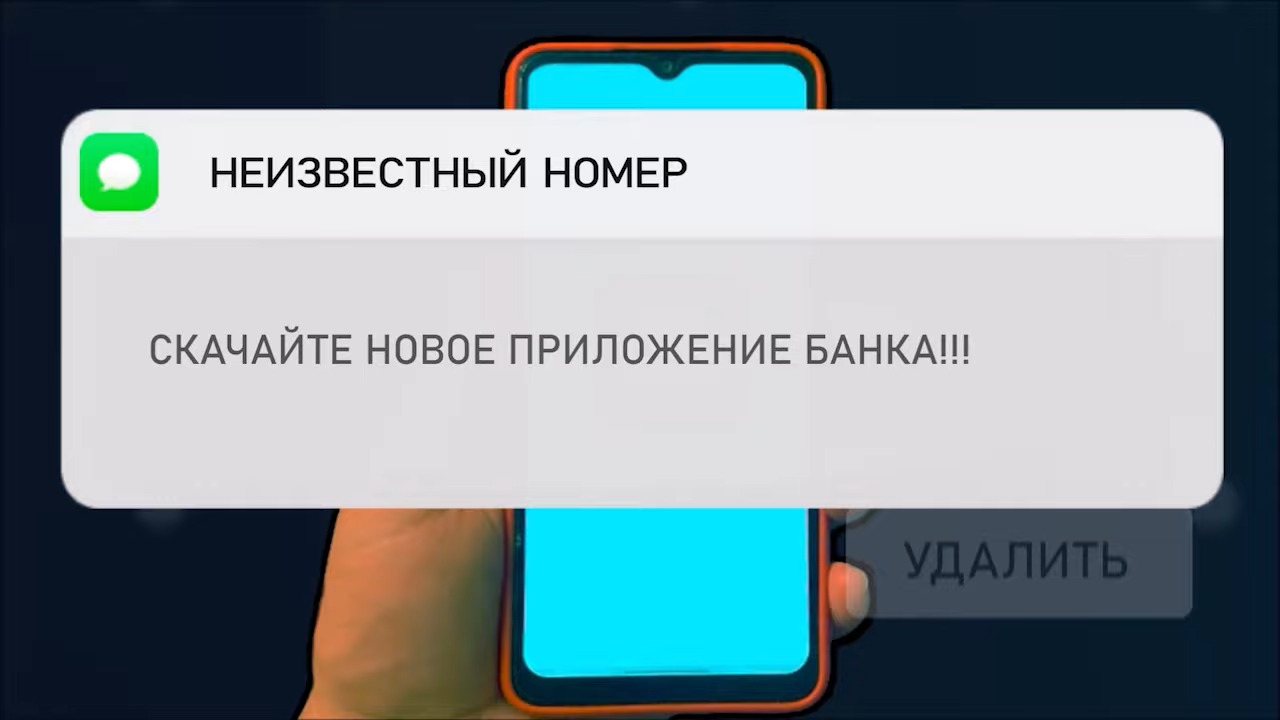 НЕИЗВЕСТНЫЙ НОМЕР
СКАЧАЙТЕ НОВОЕ ПРИЛОЖЕНИЕ БАНКА!!!
УДАЛИТЬ